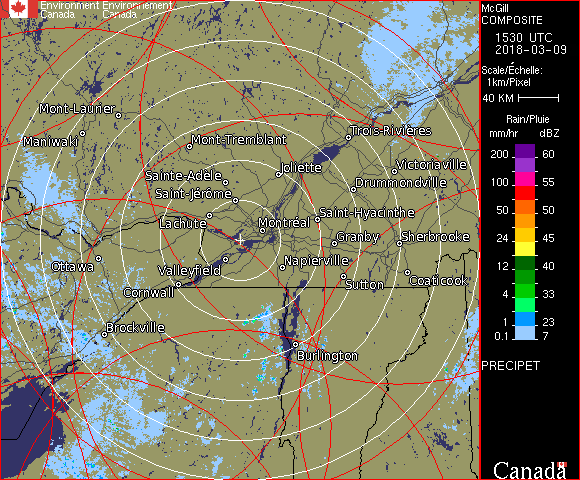 Environment Environnement
Canada Canada
McGill
COMPOSITE
1530 UTC
2018-03-09
Scale/Échelle:
1km/Pixel
40 KM
Rain/Pluie
mm/hr dBZ
200 60
100 55
50 50
24 45
12 40
4 33
1 23
0.1 7
PRECIPET
Canada
Mont-Laurier
Maniwaki
Mont-Tremblant
Trois-Rivières
Joliette
Victoriaville
Sainte-Adèle
Drummondville
Saint-Jérôme
Lachute
Saint-Hyacinthe
Montréal
Granby
Sherbrooke
Ottawa
Valleyfield
Napierville
Cornwall
Sutton
Coaticook
Brockville
Burlington